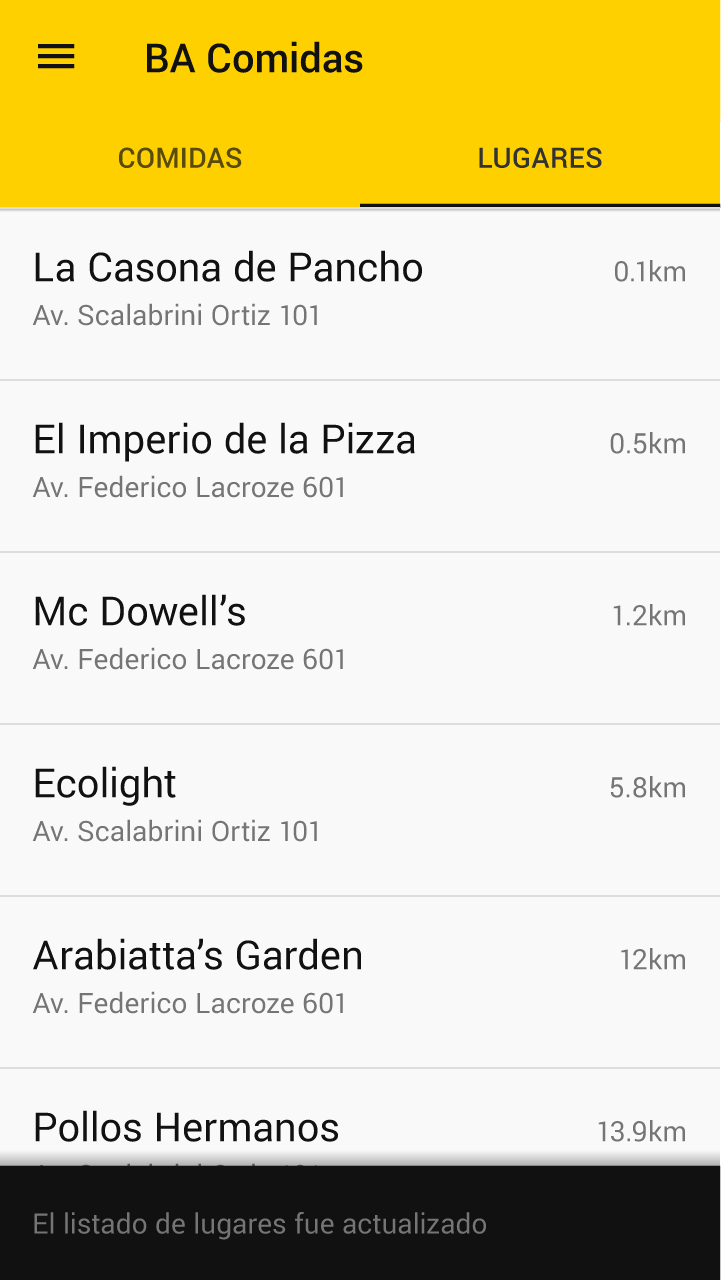 BA Comidas
COMIDAS
LUGARES
La Casona de Pancho
0.1km
Av. Scalabrini Ortiz 101
El Imperio de la Pizza
0.5km
Av. Federico Lacroze 601
Mc Dowell’s
1.2km
Av. Federico Lacroze 601
Ecolight
5.8km
Av. Scalabrini Ortiz 101
Arabiatta’s Garden
12km
Av. Federico Lacroze 601
Pollos Hermanos
13.9km
El listado de lugares fue actualizado